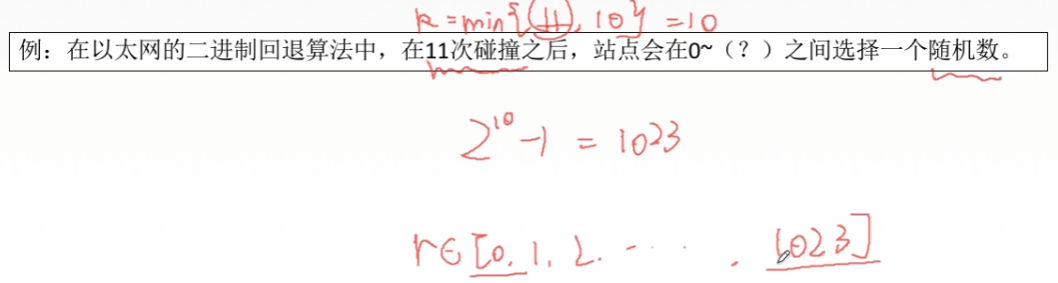 k=min{11, 10}=10
例：在以太网的二进制回退算法中，在11次碰撞之后，站点会在0~（？）之间选择一个随机数。
2^10-1=1023
r∈[0, 1, 2. ····· . 1023]